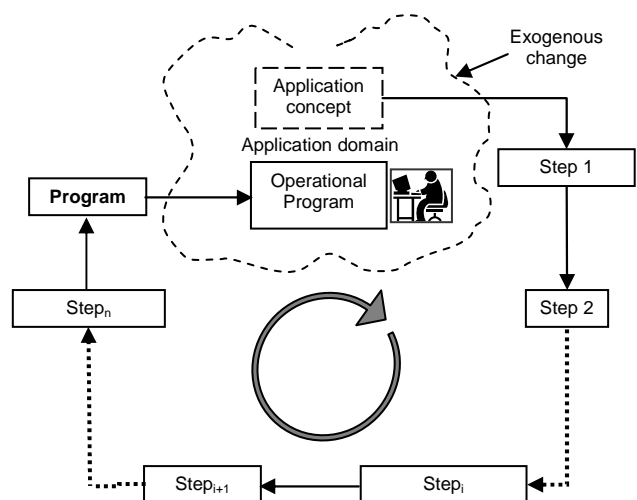 Exogenous
change
Application
concept
Application domain
Operational
Program
Step 1
Program
Step 2
Stepₙ
Stepᵢ₊₁
Stepᵢ